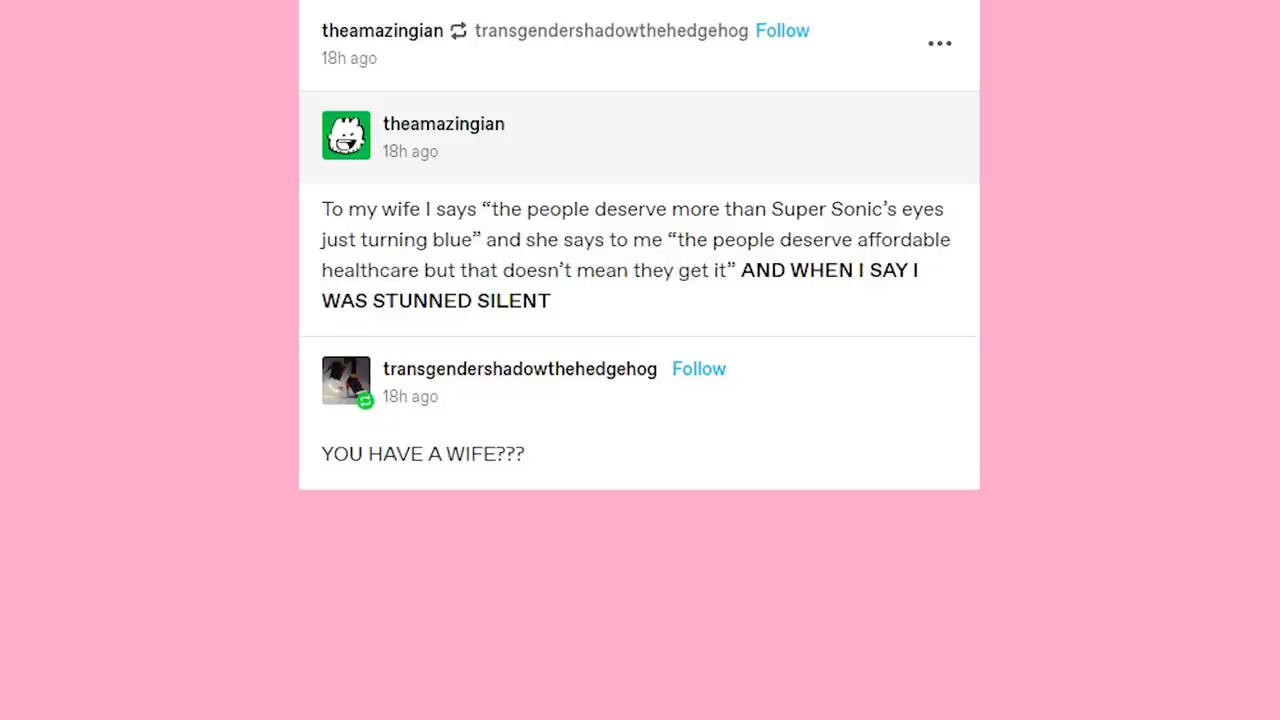 theamazingian transgendershadowthehedgehog Follow
18h ago
theamazingian
18h ago
To my wife I says “the people deserve more than Super Sonic’s eyes
just turning blue” and she says to me “the people deserve affordable
healthcare but that doesn’t mean they get it” AND WHEN I SAY I
WAS STUNNED SILENT
transgendershadowthehedgehog Follow
18h ago
YOU HAVE A WIFE???